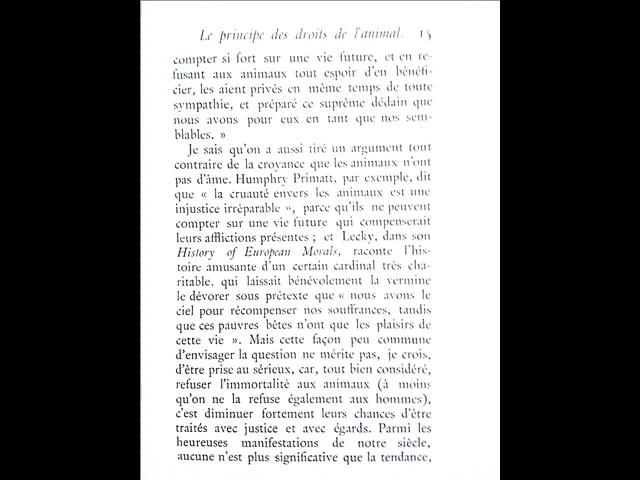 Le principe des droits de l'animal. 15
compter si fort sur une vie future, et en re-
fusant aux animaux tout espoir d'en bénéfi-
cier, les aient privés en même temps de toute
sympathie, et préparé ce suprême dédain que
nous avons pour eux en tant que nos sem-
blables. »
Je sais qu'on a aussi tiré un argument tout
contraire de la croyance que les animaux n'ont
pas d'âme. Humphry Primatt, par exemple, dit
que « la cruauté envers les animaux est une
injustice irréparable », parce qu'ils ne peuvent
compter sur une vie future qui compenserait
leurs afflictions présentes ; et Lecky, dans son
History of European Morals, raconte l'his-
toire amusante d'un certain cardinal très cha-
ritable, qui laissait bénévolement la vermine
le dévorer sous prétexte que « nous avons le
ciel pour récompenser nos souffrances, tandis
que ces pauvres bêtes n'ont que les plaisirs de
cette vie ». Mais cette façon peu commune
d'envisager la question ne mérite pas, je crois,
d'être prise au sérieux, car, tout bien considéré,
refuser l'immortalité aux animaux (à moins
qu'on ne la refuse également aux hommes),
c'est diminuer fortement leurs chances d'être
traités avec justice et avec égards. Parmi les
heureuses manifestations de notre siècle,
aucune n'est plus significative que la tendance,